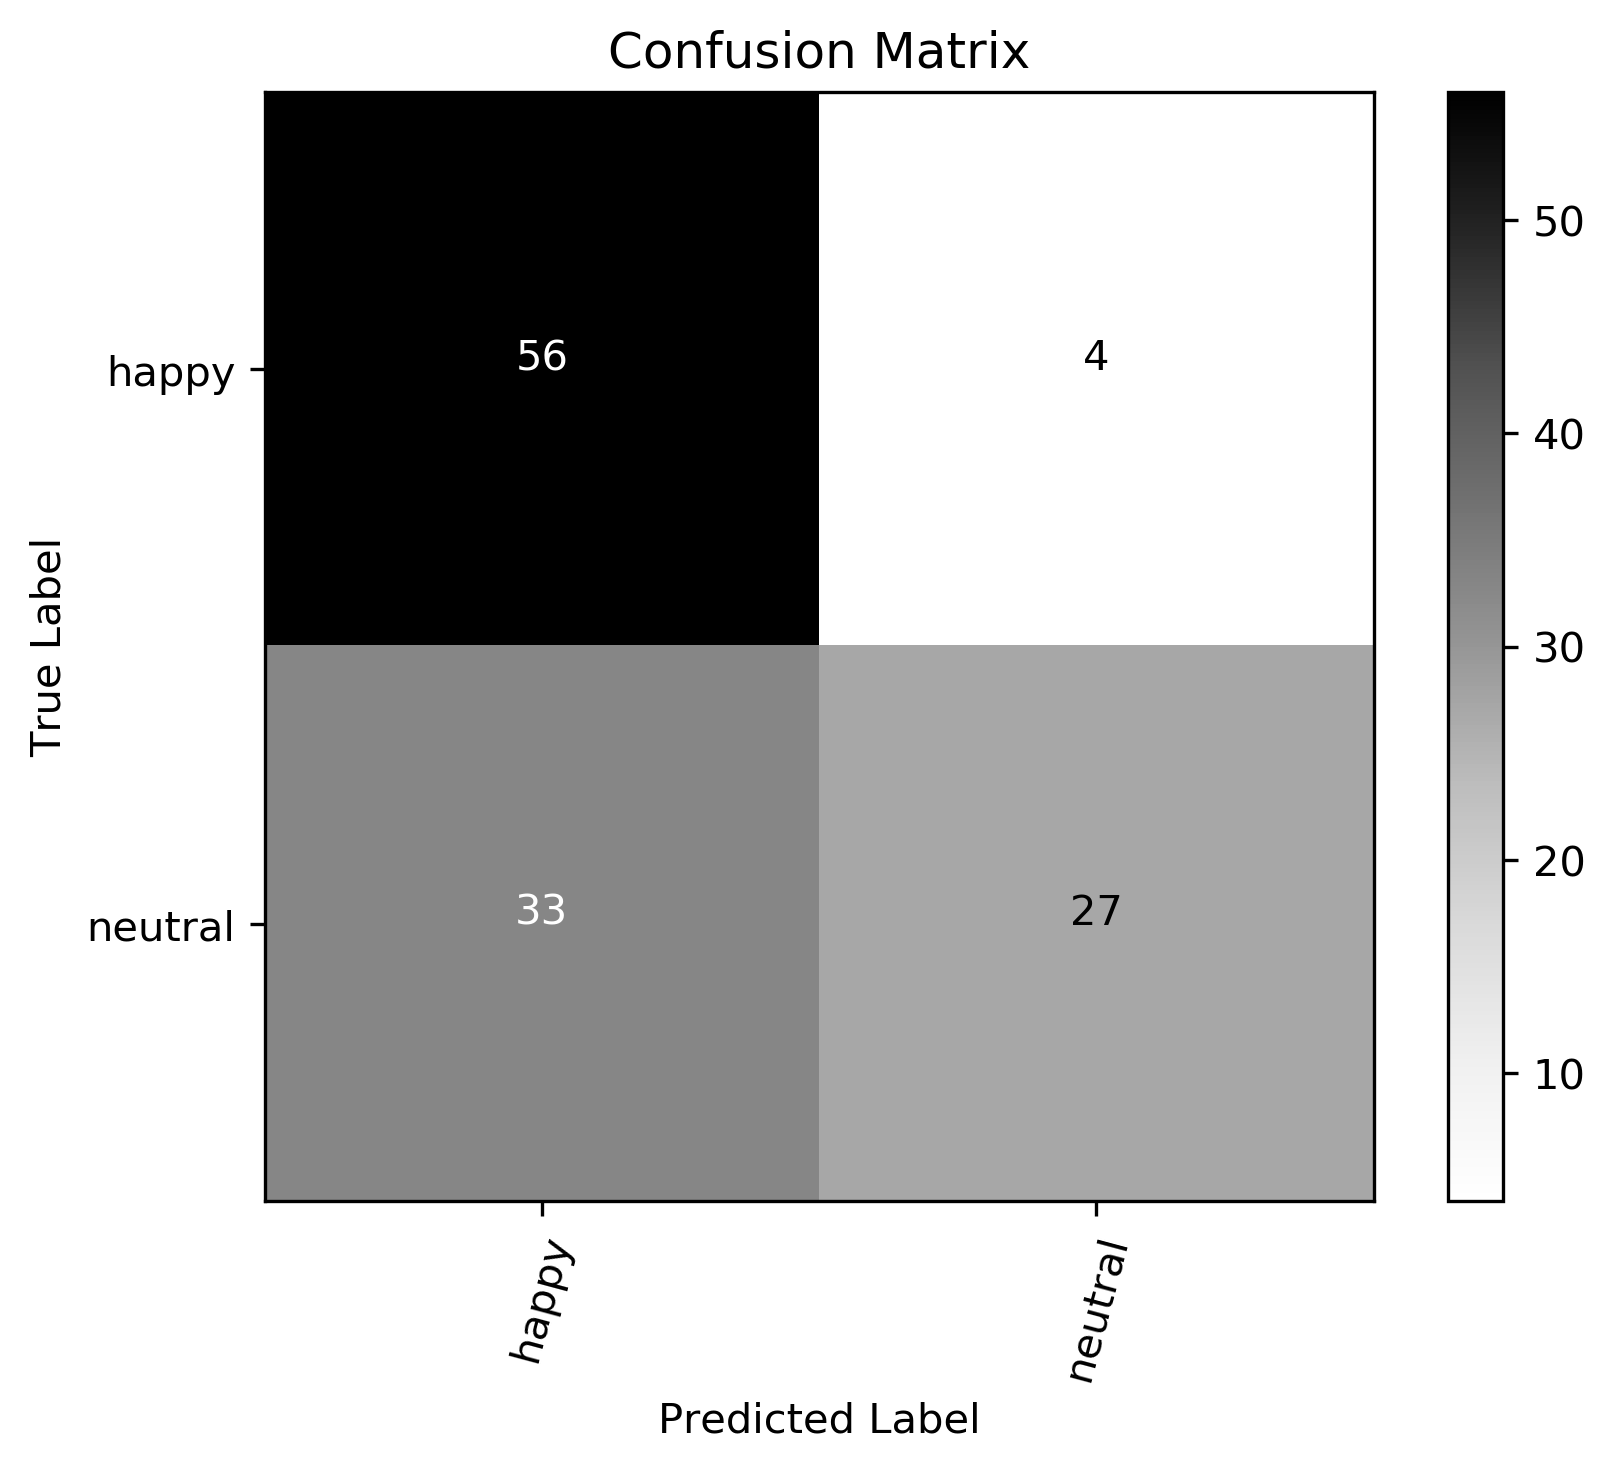 Confusion Matrix
True Label
happy
neutral
56
4
33
27
happy
neutral
Predicted Label
50
40
30
20
10